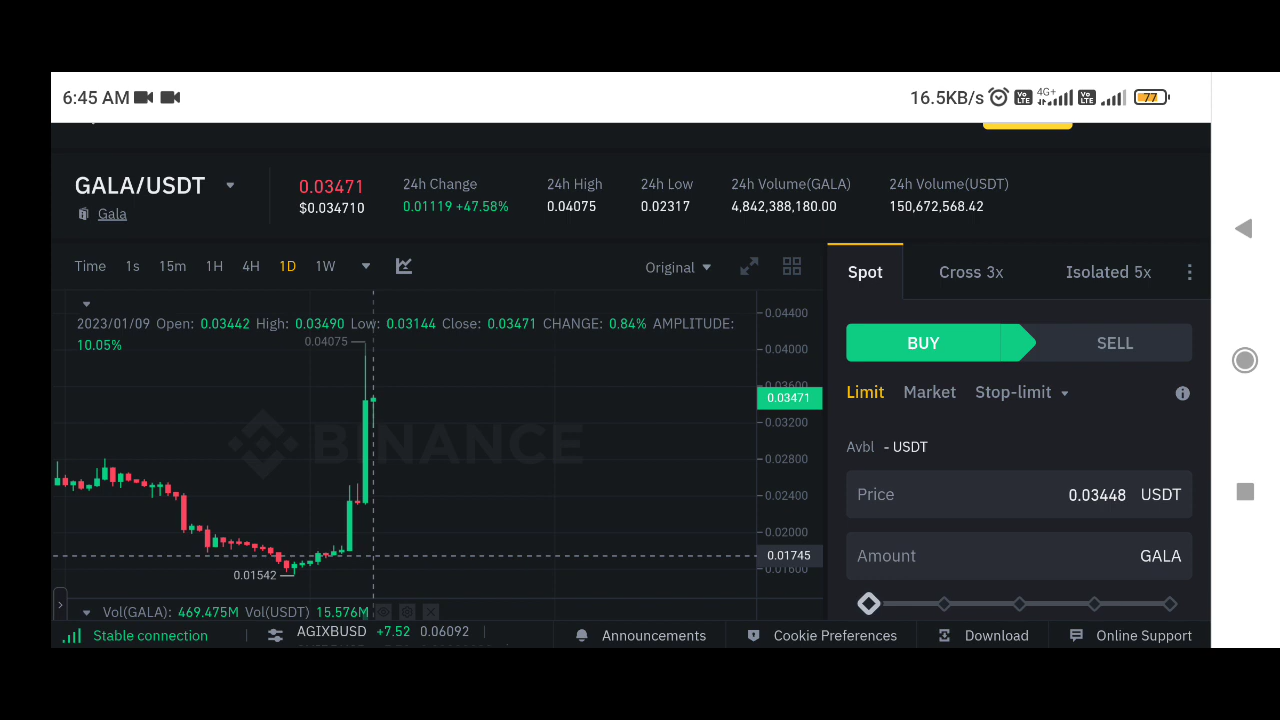 6:45 AM 16.5KB/s Vo LTE 4G+ Vo LTE 77
GALA/USDT
Gala
0.03471
$0.034710
24h Change
0.01119 +47.58%
24h High
0.04075
24h Low
0.02317
24h Volume(GALA)
4,842,388,180.00
24h Volume(USDT)
150,672,568.42
Time 1s 15m 1H 4H 1D 1W Original
2023/01/09 Open: 0.03442 High: 0.03490 Low: 0.03144 Close: 0.03471 CHANGE: 0.84% AMPLITUDE:
10.05%
0.04075
0.01542
BINANCE
0.04400
0.04000
0.03600
0.03471
0.03200
0.02800
0.02400
0.02000
0.01745
0.01600
Vol(GALA): 469.475M Vol(USDT) 15.576M
Spot Cross 3x Isolated 5x
BUY SELL
Limit Market Stop-limit
Avbl - USDT
Price 0.03448 USDT
Amount GALA
Stable connection AGIXBUSD +7.52 0.06092 Announcements Cookie Preferences Download Online Support